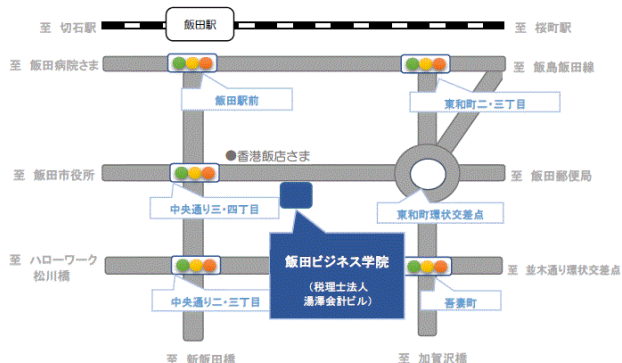 至 切石駅
飯田駅
至 桜町駅
至 飯田病院さま
至 飯島飯田線
飯田駅前
東和町二・三丁目
●香港飯店さま
至 飯田市役所
至 飯田郵便局
中央通り三・四丁目
東和町環状交差点
飯田ビジネス学院
（税理士法人
湯澤会計ビル）
至 ハローワーク
松川橋
至 並木通り環状交差点
中央通り二・三丁目
吾妻町
至 新飯田橋
至 加賀沢橋